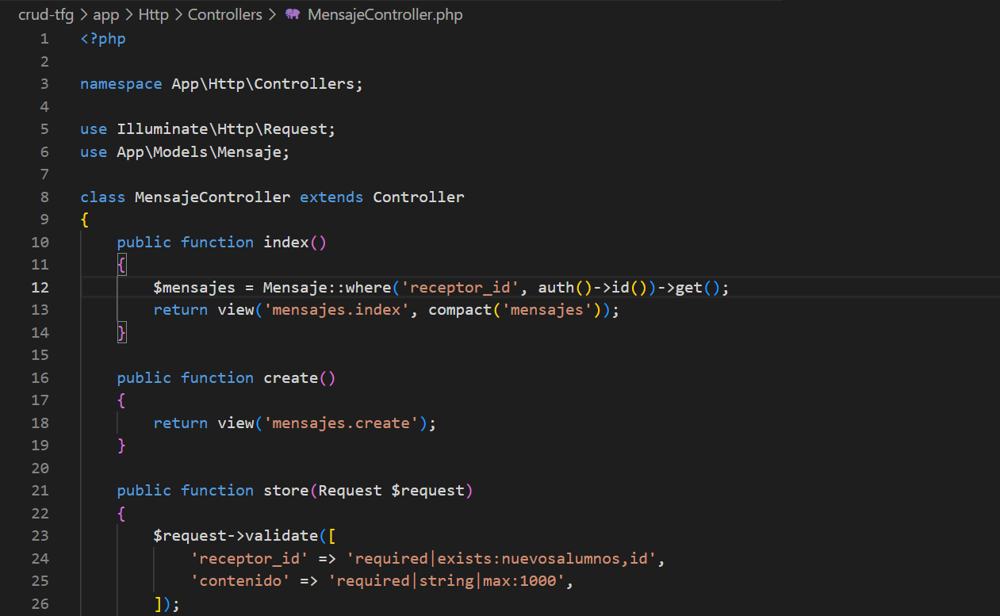 crud-tfg > app > Http > Controllers > MensajeController.php
1 <?php
2
3 namespace App\Http\Controllers;
4
5 use Illuminate\Http\Request;
6 use App\Models\Mensaje;
7
8 class MensajeController extends Controller
9 {
10     public function index()
11     {
12         $mensajes = Mensaje::where('receptor_id', auth()->id())->get();
13         return view('mensajes.index', compact('mensajes'));
14     }
15
16     public function create()
17     {
18         return view('mensajes.create');
19     }
20
21     public function store(Request $request)
22     {
23         $request->validate([
24             'receptor_id' => 'required|exists:nuevosalumnos,id',
25             'contenido' => 'required|string|max:1000',
26         ]);